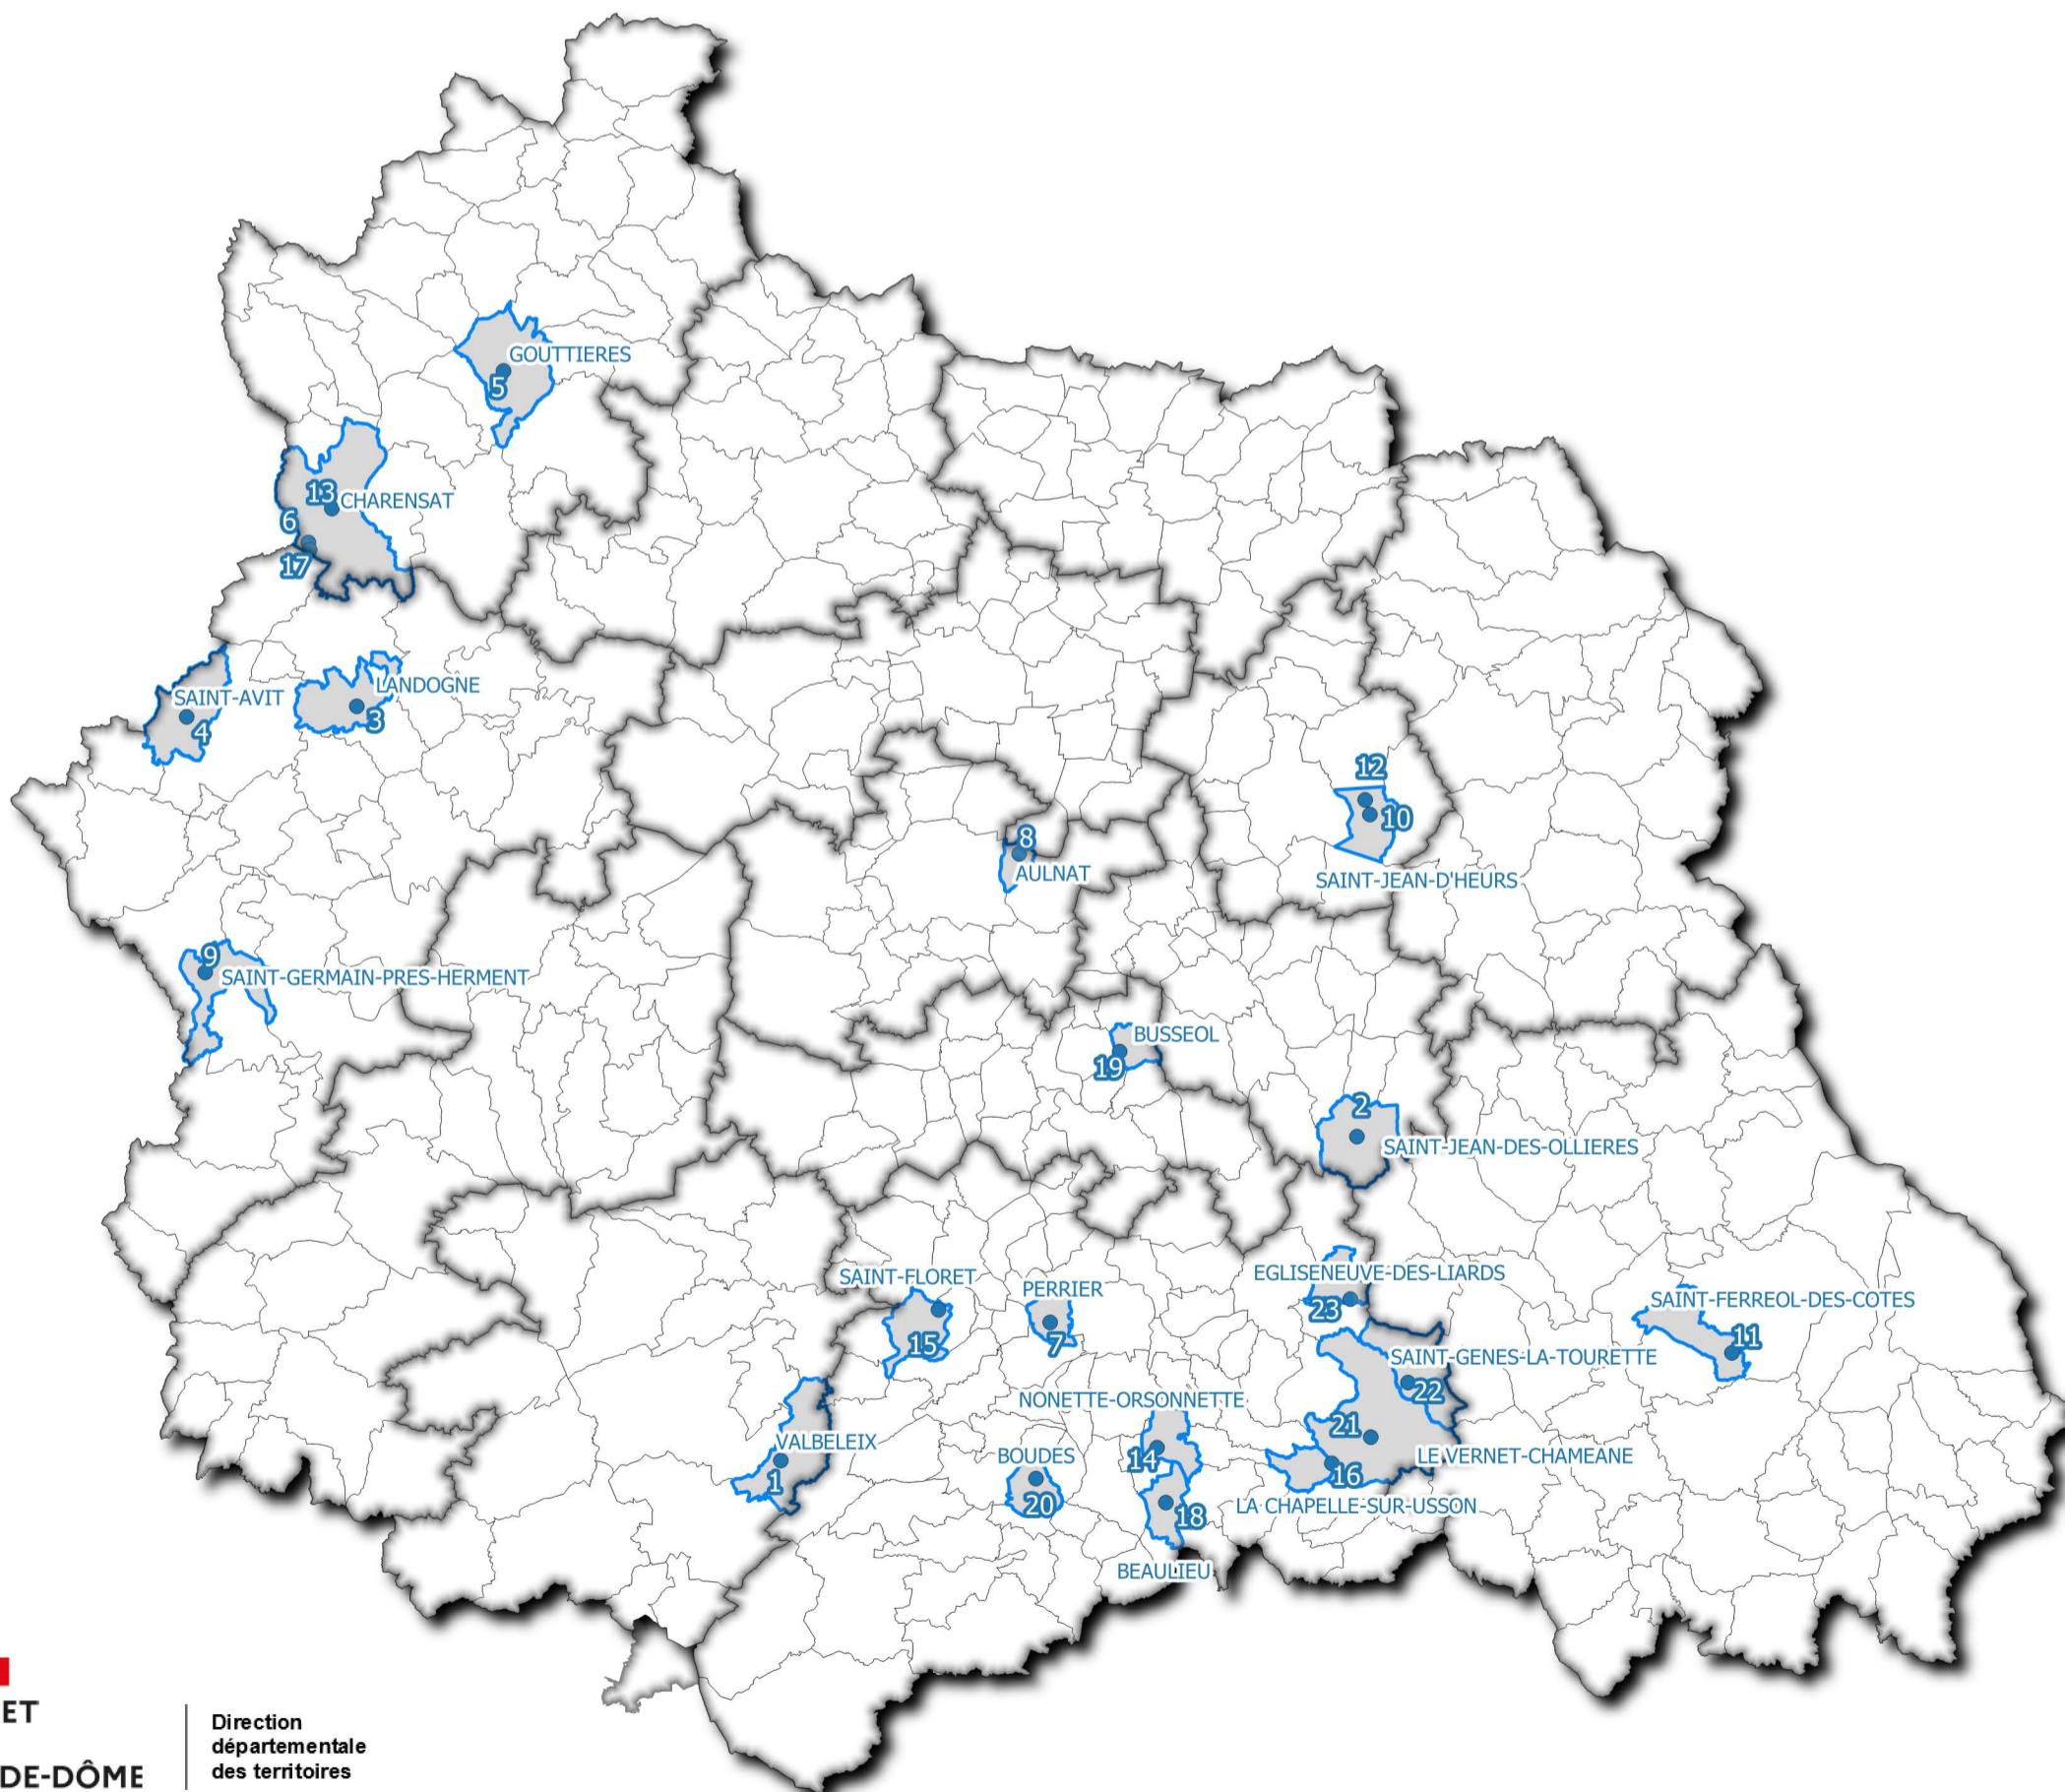 GOUTTIERES
5
13
CHARENSAT
6
17
SAINT-AVIT
4
LANDOGNE
3
12
10
SAINT-JEAN-D'HEURS
8
AULNAT
9
SAINT-GERMAIN-PRES-HERMENT
BUSSEOL
19
2
SAINT-JEAN-DES-OLLIERES
SAINT-FLORET
15
PERRIER
7
EGLISENEUVE-DES-LIARDS
23
SAINT-FERREOL-DES-COTES
11
SAINT-GENES-LA-TOURETTE
22
NONETTE-ORSONNETTE
14
21
VALBELEIX
1
BOUDES
20
LE VERNET-CHAMEANE
16
LA CHAPELLE-SUR-USSON
18
BEAULIEU
ET
DE-DÔME
Direction
départementale
des territoires